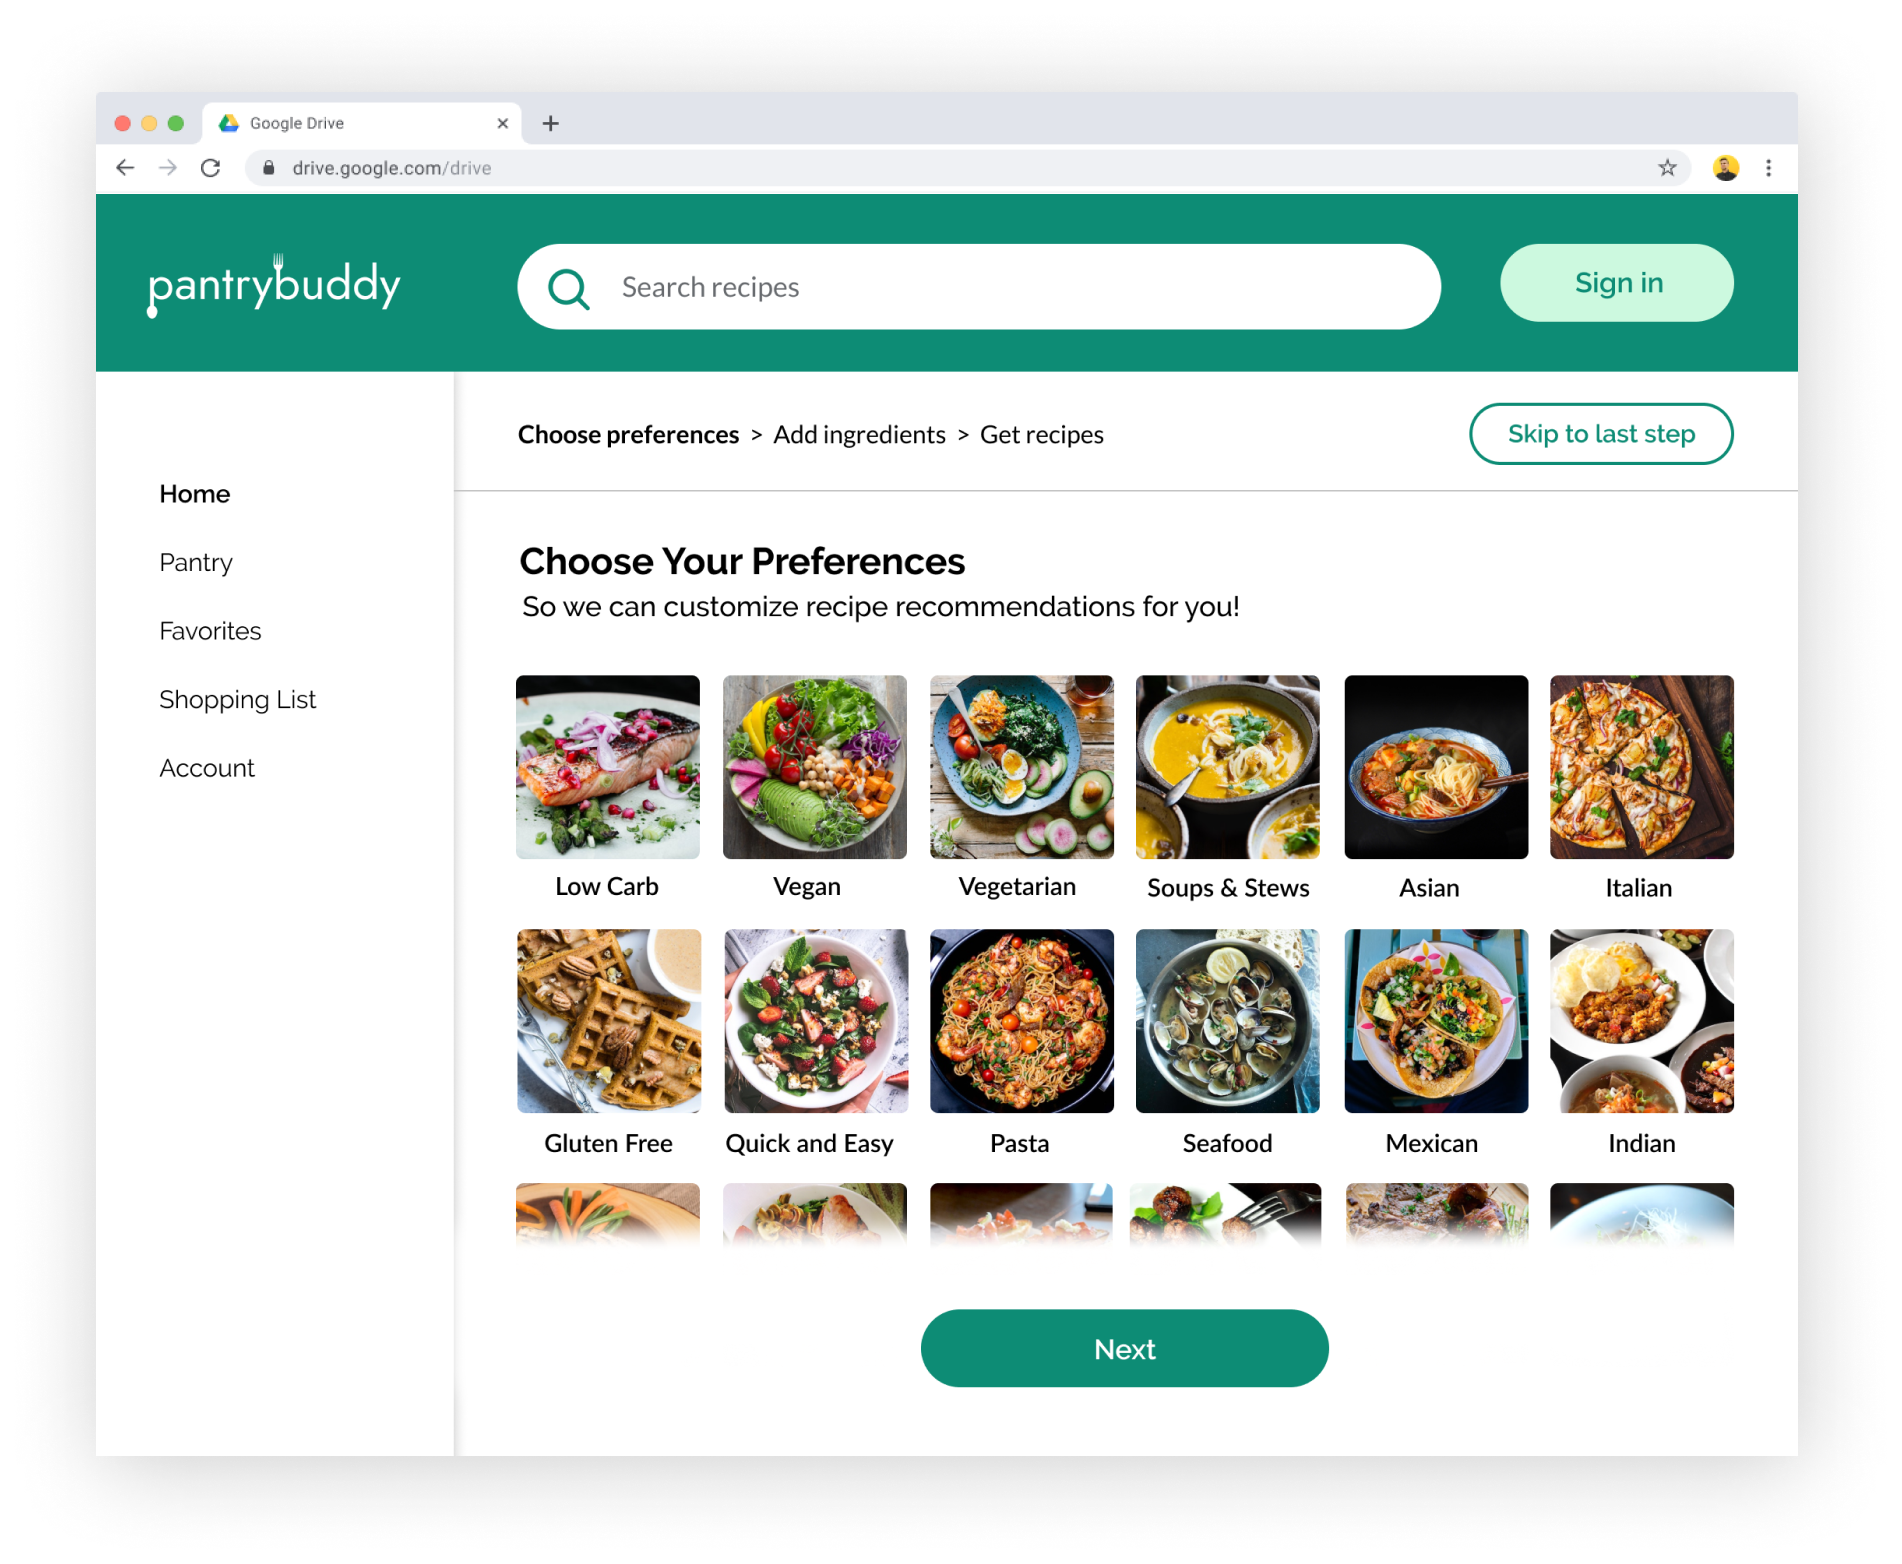 Google Drive
drive.google.com/drive
pantrybuddy
Search recipes
Sign in
Choose preferences > Add ingredients > Get recipes
Skip to last step
Home
Pantry
Favorites
Shopping List
Account
Choose Your Preferences
So we can customize recipe recommendations for you!
Low Carb
Vegan
Vegetarian
Soups & Stews
Asian
Italian
Gluten Free
Quick and Easy
Pasta
Seafood
Mexican
Indian
Next